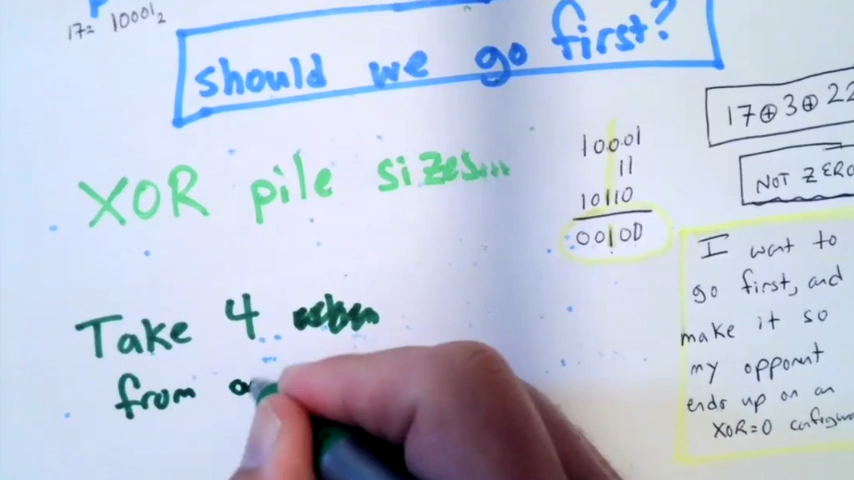 17= 10001₂
should we go first?
XOR pile sizes...
10001
11
10110
00100
17⊕3⊕22
NOT ZERO
I want to
go first, and
make it so
my opponent
ends up on an
XOR=0
Take 4
from